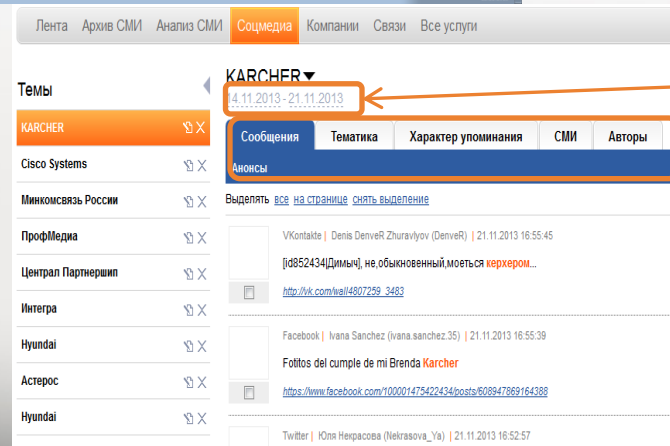 Лента Архив СМИ Анализ СМИ Соцмедиа Компании Связи Все услуги
Темы
KARCHER
Cisco Systems
Минкомсвязь России
ПрофМедиа
Централ Партнершип
Интегра
Hyundai
Астерос
Hyundai
KARCHER
14.11.2013 - 21.11.2013
Сообщения Тематика Характер упоминания СМИ Авторы
Анонсы
Выделять все на странице снять выделение
VKontakte | Denis DenveR Zhuravlyov (DenveR) | 21.11.2013 16:55:45
[id852434|Димыч], не,обыкновенный,моеться керхером...
http://vk.com/wall4807259_3483
Facebook | Ivana Sanchez (ivana.sanchez.35) | 21.11.2013 16:55:39
Fotitos del cumple de mi Brenda Karcher
https://www.facebook.com/100001475422434/posts/608947869164388
Twitter | Юля Некрасова (Nekrasova_Ya) | 21.11.2013 16:52:57